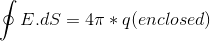 ∮ E.dS = 4π * q(enclosed)